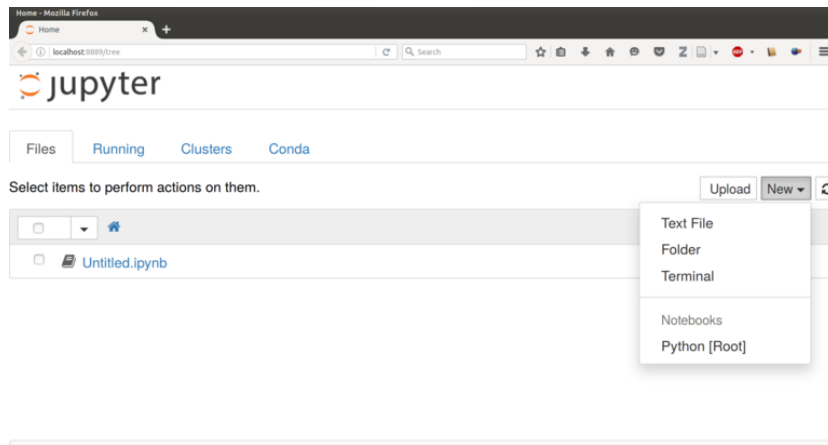 Home - Mozilla Firefox
Home × +
localhost:8889/tree
Search
jupyter
Files Running Clusters Conda
Select items to perform actions on them.
Upload New
Text File
Folder
Untitled.ipynb
Terminal
Notebooks
Python [Root]